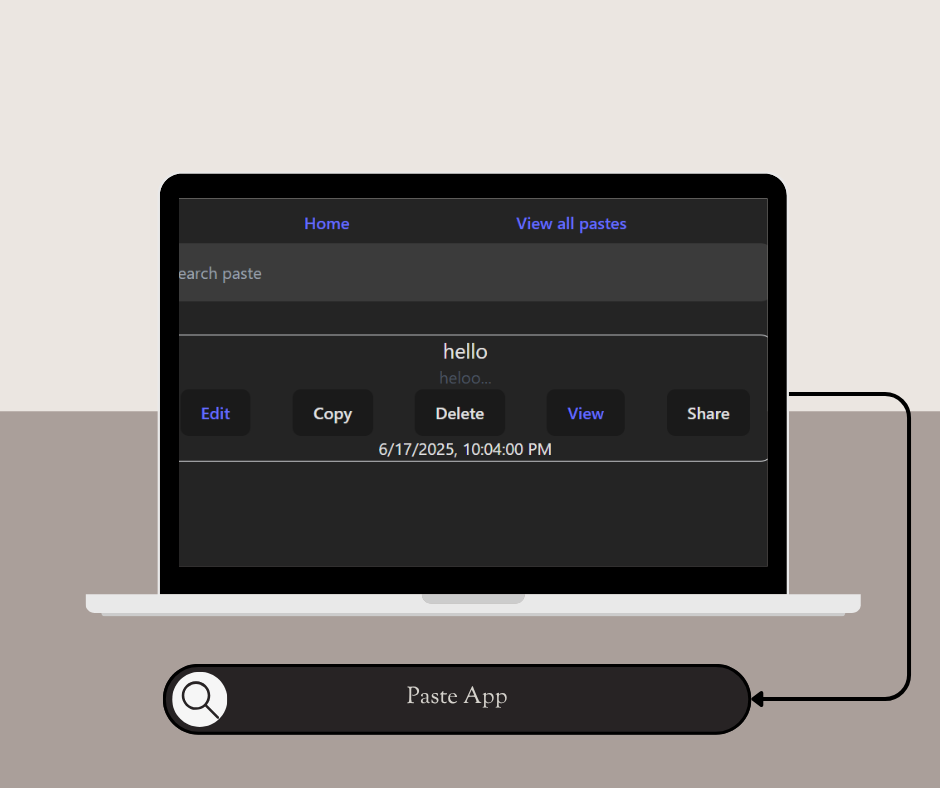 Home View all pastes
earch paste
hello
heloo...
Edit Copy Delete View Share
6/17/2025, 10:04:00 PM
Paste App